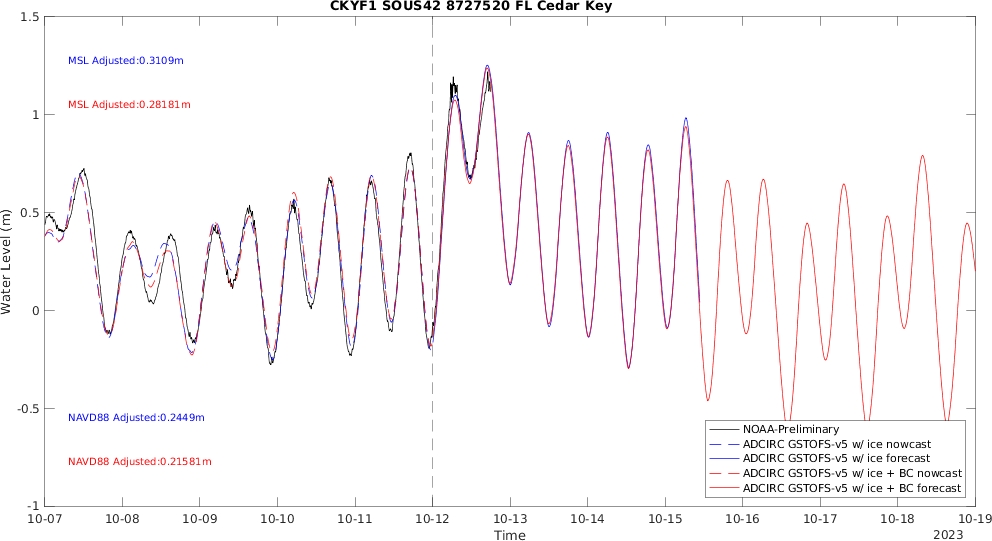 CKYF1 SOUS42 8727520 FL Cedar Key
1.5
1
0.5
0
-0.5
-1
Water Level (m)
MSL Adjusted:0.3109m
MSL Adjusted:0.28181m
NAVD88 Adjusted:0.2449m
NAVD88 Adjusted:0.21581m
NOAA-Preliminary
ADCIRC GSTOFS-v5 w/ ice nowcast
ADCIRC GSTOFS-v5 w/ ice forecast
ADCIRC GSTOFS-v5 w/ ice + BC nowcast
ADCIRC GSTOFS-v5 w/ ice + BC forecast
10-07 10-08 10-09 10-10 10-11 10-12 10-13 10-14 10-15 10-16 10-17 10-18 10-19
Time
2023